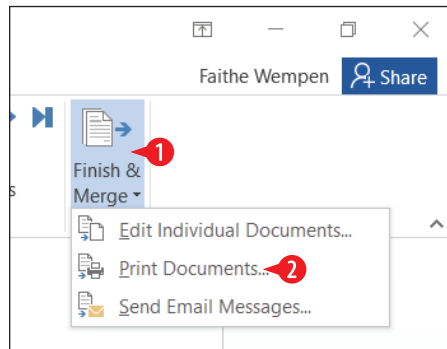 Faithe Wempen Share
1
Finish &
Merge
s
Edit Individual Documents...
Print Documents... 2
Send Email Messages...